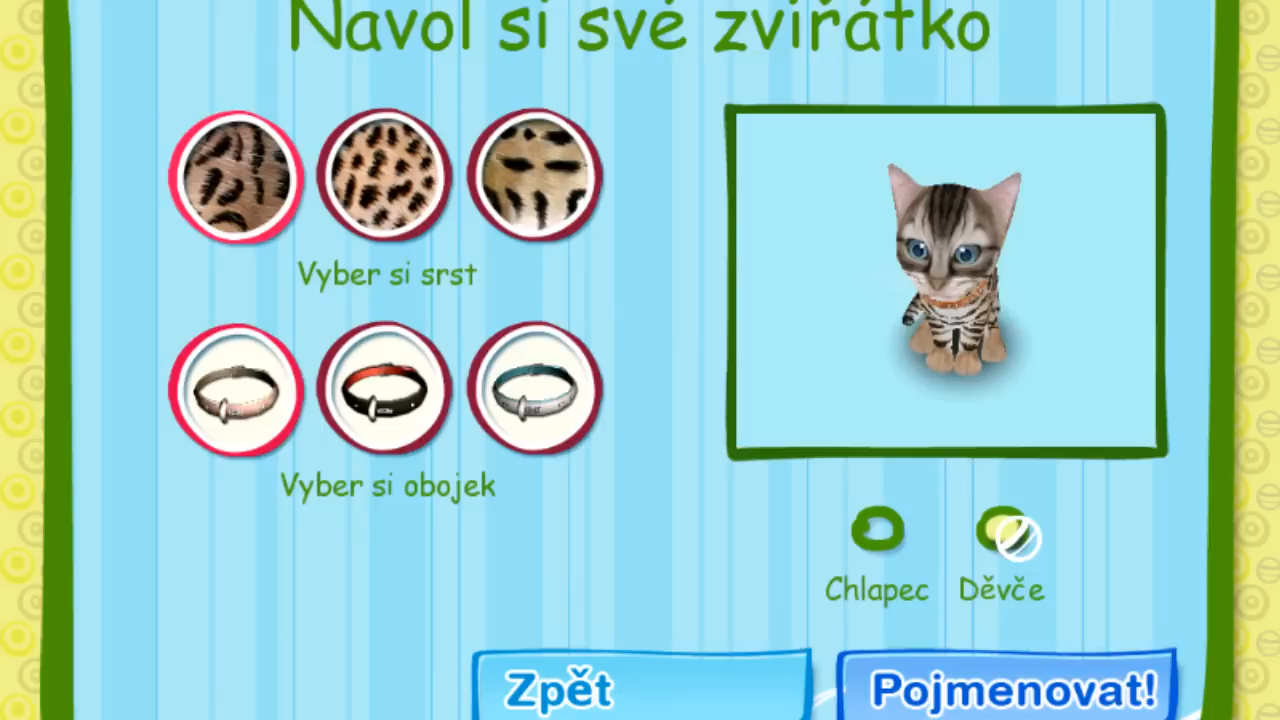 Navol si své zvířátko
Vyber si srst
Vyber si obojek
Chlapec
Děvče
Zpět
Pojmenovat!